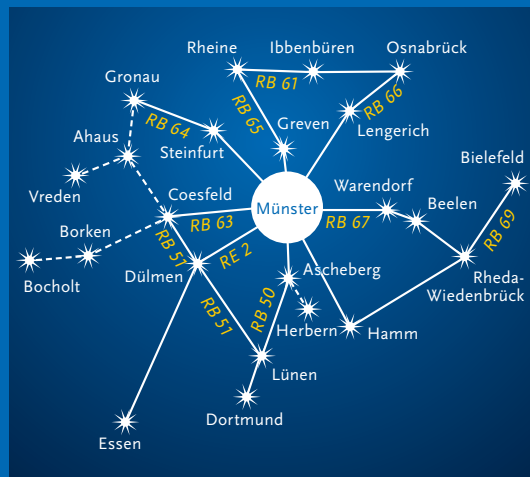 Rheine
Ibbenbüren
Osnabrück
Gronau
RB 61
RB 66
RB 64
RB 65
Greven
Lengerich
Ahaus
Steinfurt
Bielefeld
Vreden
Coesfeld
Münster
Warendorf
Beelen
RB 63
RB 67
RB 69
Borken
RB 51
RE 2
Bocholt
Dülmen
Ascheberg
Rheda-
Wiedenbrück
RB 51
RB 50
Herbern
Hamm
Lünen
Dortmund
Essen